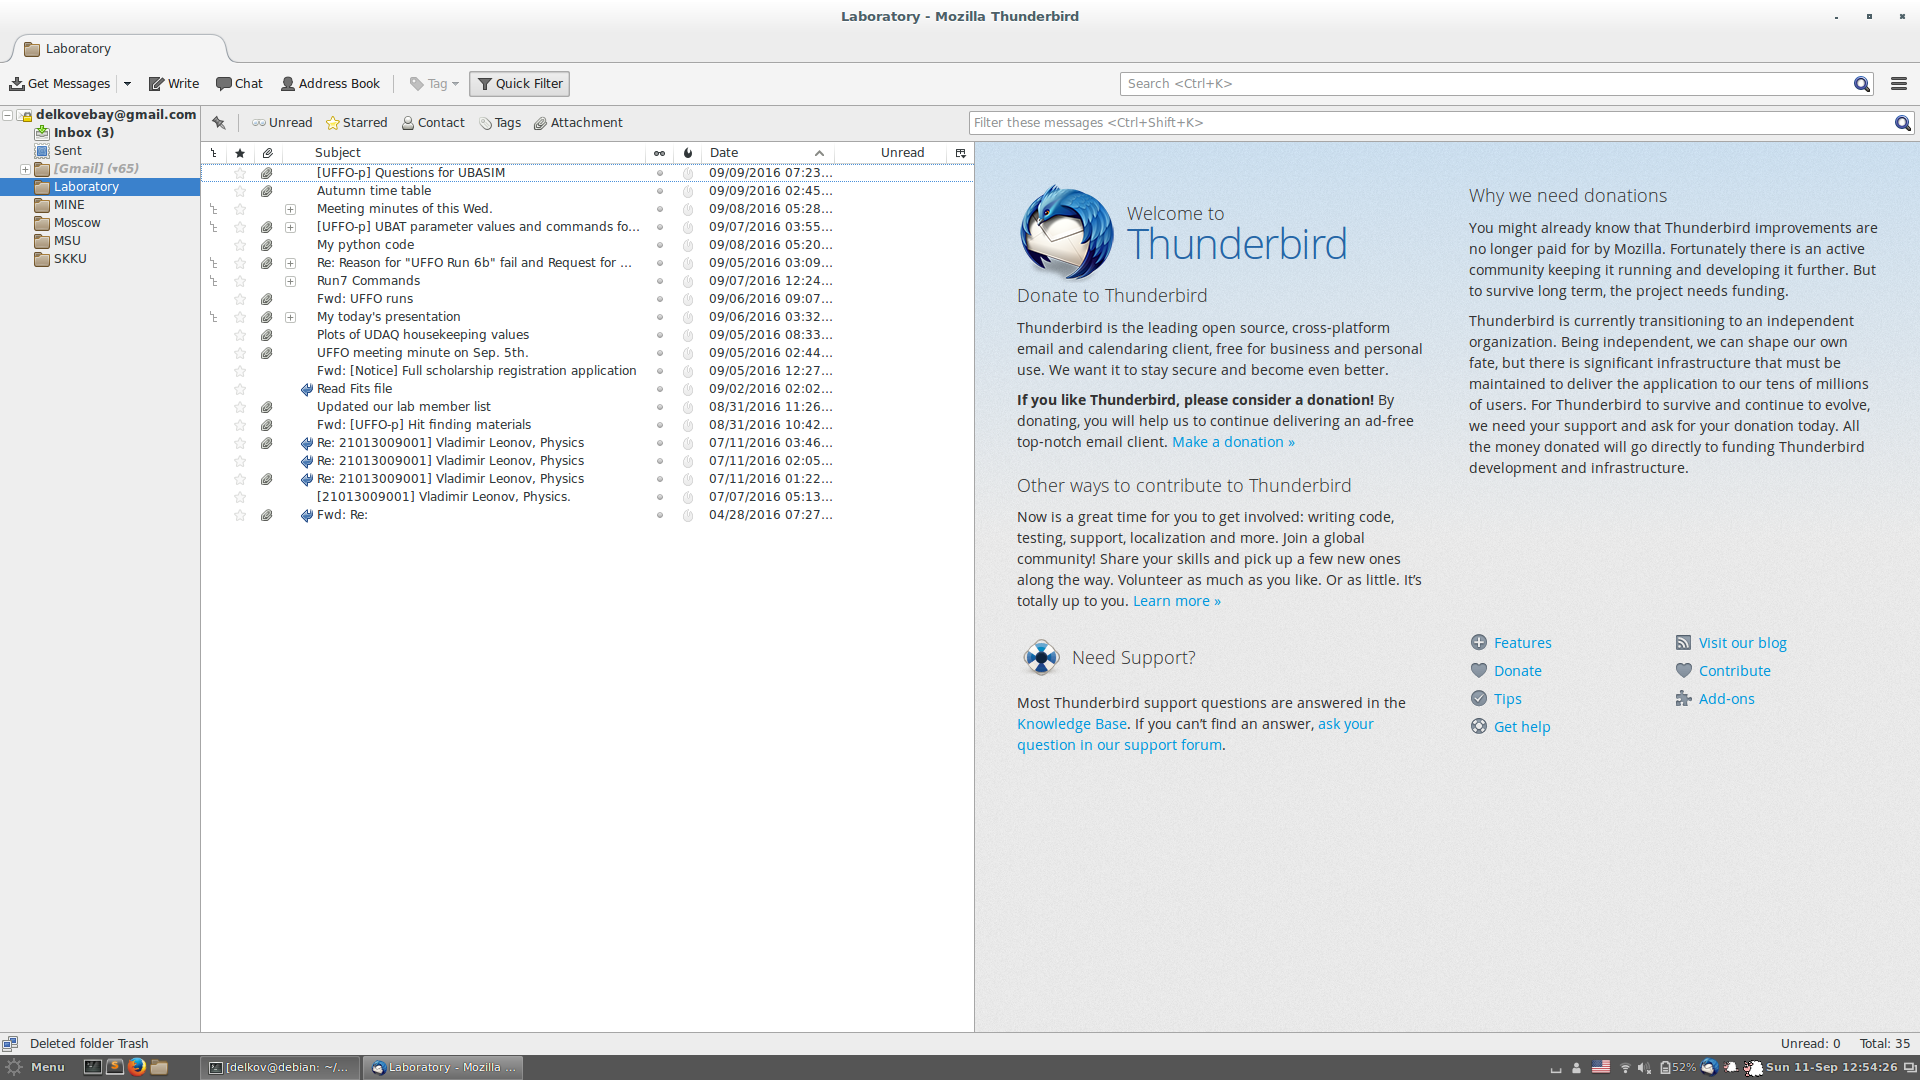 Laboratory - Mozilla Thunderbird
Laboratory
Get Messages Write Chat Address Book Tag Quick Filter Search <Ctrl+K>
delkovebay@gmail.com
Inbox (3)
Sent
[Gmail] (▾65)
Laboratory
MINE
Moscow
MSU
SKKU
Unread Starred Contact Tags Attachment Filter these messages <Ctrl+Shift+K>
Subject Date Unread
[UFFO-p] Questions for UBASIM 09/09/2016 07:23...
Autumn time table 09/09/2016 02:45...
Meeting minutes of this Wed. 09/08/2016 05:28...
[UFFO-p] UBAT parameter values and commands fo... 09/07/2016 03:55...
My python code 09/08/2016 05:20...
Re: Reason for "UFFO Run 6b" fail and Request for ... 09/05/2016 03:09...
Run7 Commands 09/07/2016 12:24...
Fwd: UFFO runs 09/06/2016 09:07...
My today's presentation 09/06/2016 03:32...
Plots of UDAQ housekeeping values 09/05/2016 08:33...
UFFO meeting minute on Sep. 5th. 09/05/2016 02:44...
Fwd: [Notice] Full scholarship registration application 09/05/2016 12:27...
Read Fits file 09/02/2016 02:02...
Updated our lab member list 08/31/2016 11:26...
Fwd: [UFFO-p] Hit finding materials 08/31/2016 10:42...
Re: 21013009001] Vladimir Leonov, Physics 07/11/2016 03:46...
Re: 21013009001] Vladimir Leonov, Physics 07/11/2016 02:05...
Re: 21013009001] Vladimir Leonov, Physics 07/11/2016 01:22...
[21013009001] Vladimir Leonov, Physics. 07/07/2016 05:13...
Fwd: Re: 04/28/2016 07:27...
Welcome to
Thunderbird
Donate to Thunderbird
Thunderbird is the leading open source, cross-platform
email and calendaring client, free for business and personal
use. We want it to stay secure and become even better.
If you like Thunderbird, please consider a donation! By
donating, you will help us to continue delivering an ad-free
top-notch email client. Make a donation »
Other ways to contribute to Thunderbird
Now is a great time for you to get involved: writing code,
testing, support, localization and more. Join a global
community! Share your skills and pick up a few new ones
along the way. Volunteer as much as you like. Or as little. It's
totally up to you. Learn more »
Need Support?
Most Thunderbird support questions are answered in the
Knowledge Base. If you can't find an answer, ask your
question in our support forum.
Why we need donations
You might already know that Thunderbird improvements are
no longer paid for by Mozilla. Fortunately there is an active
community keeping it running and developing it further. But
to survive long term, the project needs funding.
Thunderbird is currently transitioning to an independent
organization. Being independent, we can shape our own
fate, but there is significant infrastructure that must be
maintained to deliver the application to our tens of millions
of users. For Thunderbird to survive and continue to evolve,
we need your support and ask for your donation today. All
the money donated will go directly to funding Thunderbird
development and infrastructure.
Features Visit our blog
Donate Contribute
Tips Add-ons
Get help
Deleted folder Trash Unread: 0 Total: 35
Menu [delkov@debian: ~/... Laboratory - Mozilla ... 52% Sun 11-Sep 12:54:26